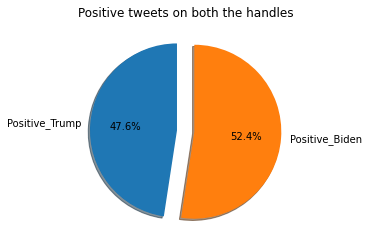 Positive tweets on both the handles
Positive_Trump
47.6%
52.4%
Positive_Biden